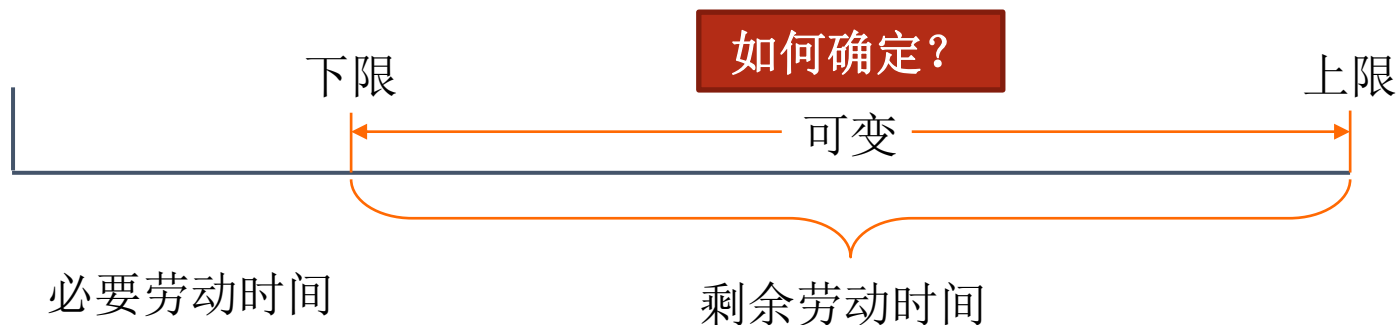 如何确定？
下限
上限
可变
必要劳动时间
剩余劳动时间